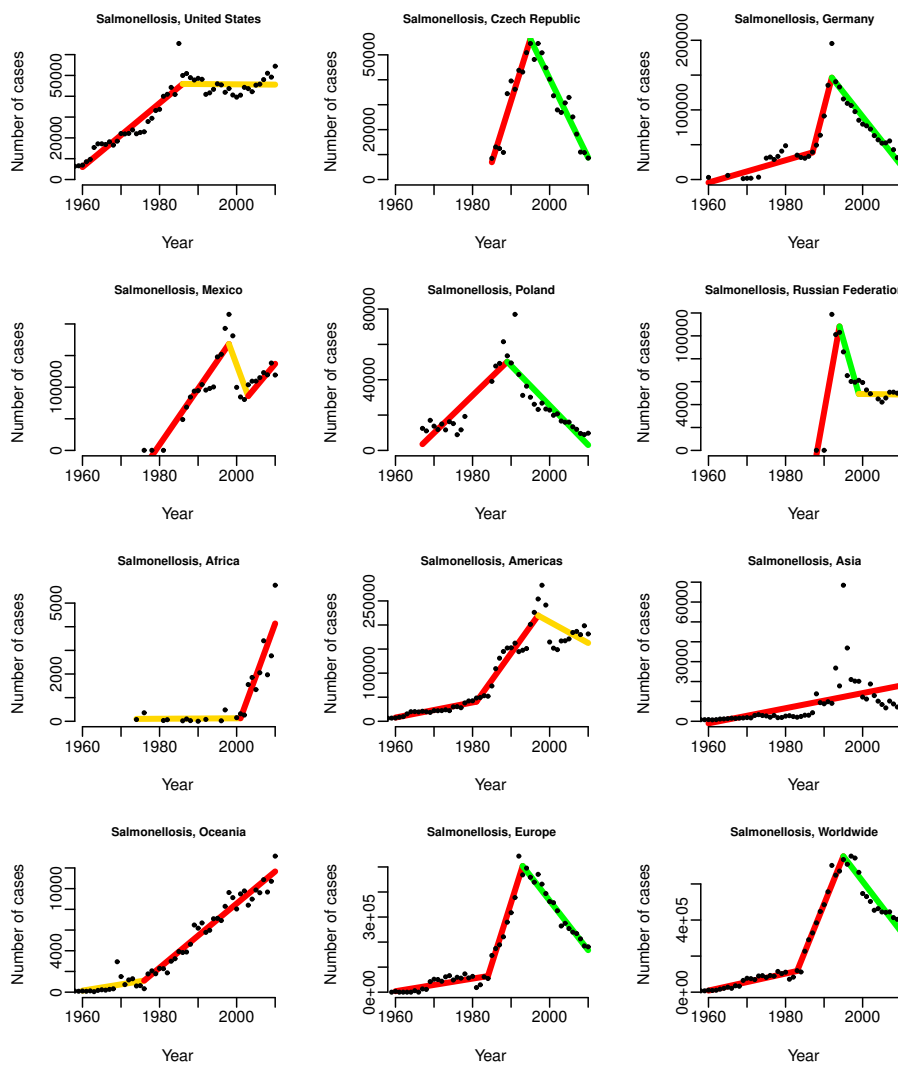 Salmonellosis, United States
Number of cases
0
20000
50000
1960
1980
2000
Year
Salmonellosis, Czech Republic
Number of cases
0
20000
50000
1960
1980
2000
Year
Salmonellosis, Germany
Number of cases
0
100000
200000
1960
1980
2000
Year
Salmonellosis, Mexico
Number of cases
0
100000
1960
1980
2000
Year
Salmonellosis, Poland
Number of cases
0
40000
80000
1960
1980
2000
Year
Salmonellosis, Russian Federation
Number of cases
0
40000
100000
1960
1980
2000
Year
Salmonellosis, Africa
Number of cases
0
2000
5000
1960
1980
2000
Year
Salmonellosis, Americas
Number of cases
0
100000
250000
1960
1980
2000
Year
Salmonellosis, Asia
Number of cases
0
30000
60000
1960
1980
2000
Year
Salmonellosis, Oceania
Number of cases
0
4000
10000
1960
1980
2000
Year
Salmonellosis, Europe
Number of cases
0e+00
3e+05
1960
1980
2000
Year
Salmonellosis, Worldwide
Number of cases
0e+00
4e+05
1960
1980
2000
Year